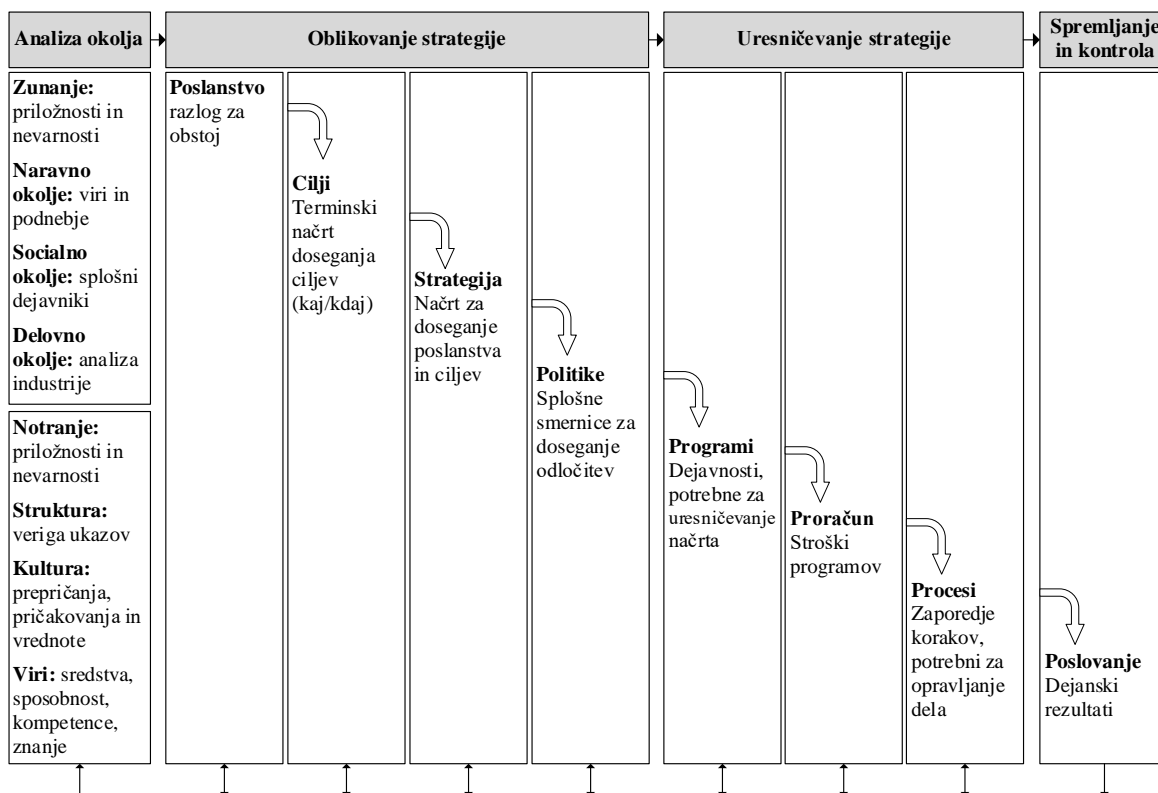 Analiza okolja
Oblikovanje strategije
Uresničevanje strategije
Spremljanje
in kontrola
Zunanje:
priložnosti in
nevarnosti
Naravno
okolje: viri in
podnebje
Socialno
okolje: splošni
dejavniki
Delovno
okolje: analiza
industrije
Notranje:
priložnosti in
nevarnosti
Struktura:
veriga ukazov
Kultura:
prepričanja,
pričakovanja in
vrednote
Viri: sredstva,
sposobnost,
kompetence,
znanje
Poslanstvo
razlog za
obstoj
Cilji
Terminski
načrt
doseganja
ciljev
(kaj/kdaj)
Strategija
Načrt za
doseganje
poslanstva
in ciljev
Politike
Splošne
smernice za
doseganje
odločitev
Programi
Dejavnosti,
potrebne za
uresničevanje
načrta
Proračun
Stroški
programov
Procesi
Zaporedje
korakov,
potrebni za
opravljanje
dela
Poslovanje
Dejanski
rezultati